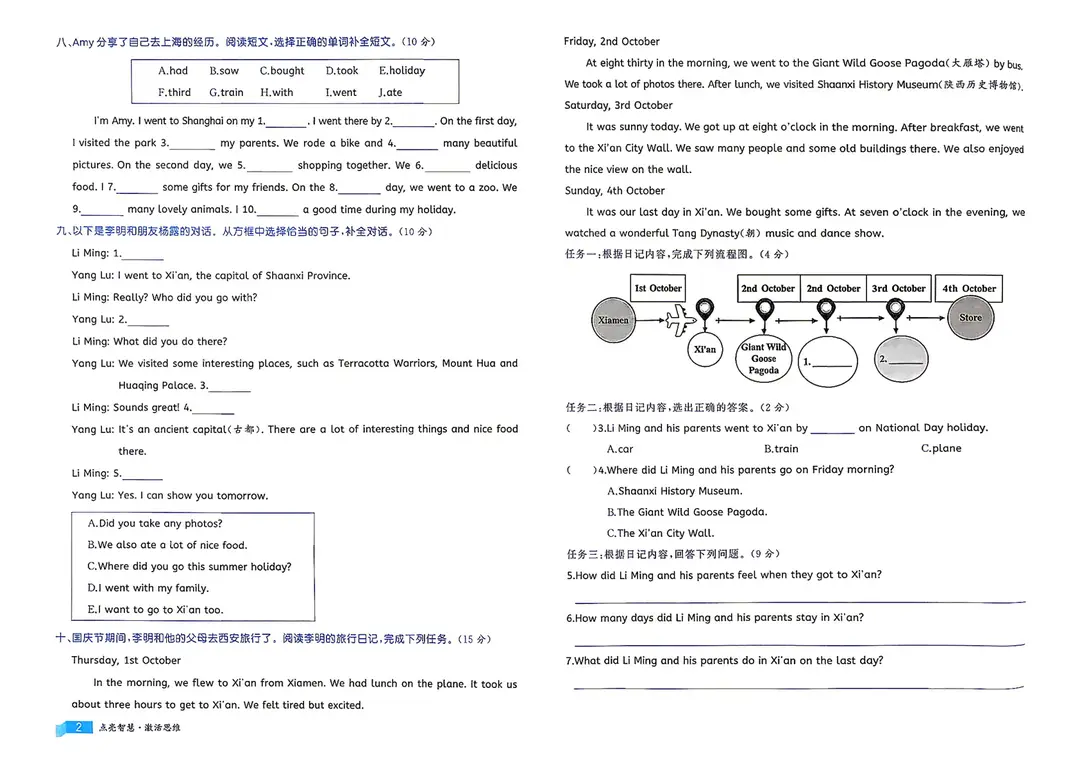 八、Amy分享了自己去上海的经历。阅读短文,选择正确的单词补全短文。(10分)
A.had B.saw C.bought D.took E.holiday
F.third G.train H.with I.went J.ate
I'm Amy. I went to Shanghai on my 1.________. I went there by 2.________. On the first day,
I visited the park 3.________ my parents. We rode a bike and 4.________ many beautiful
pictures. On the second day, we 5.________ shopping together. We 6.________ delicious
food. I 7.________ some gifts for my friends. On the 8.________ day, we went to a zoo. We
9.________ many lovely animals. I 10.________ a good time during my holiday.
九、以下是李明和朋友杨露的对话。从方框中选择恰当的句子,补全对话。(10分)
Li Ming: 1.________
Yang Lu: I went to Xi'an, the capital of Shaanxi Province.
Li Ming: Really? Who did you go with?
Yang Lu: 2.________
Li Ming: What did you do there?
Yang Lu: We visited some interesting places, such as Terracotta Warriors, Mount Hua and
Huaqing Palace. 3.________
Li Ming: Sounds great! 4.________
Yang Lu: It's an ancient capital(古都). There are a lot of interesting things and nice food
there.
Li Ming: 5.________
Yang Lu: Yes. I can show you tomorrow.
A.Did you take any photos?
B.We also ate a lot of nice food.
C.Where did you go this summer holiday?
D.I went with my family.
E.I want to go to Xi'an too.
十、国庆节期间,李明和他的父母去西安旅行了。阅读李明的旅行日记,完成下列任务。(15分)
Thursday, 1st October
In the morning, we flew to Xi'an from Xiamen. We had lunch on the plane. It took us
about three hours to get to Xi'an. We felt tired but excited.
2 点亮智慧·激活思维
Friday, 2nd October
At eight thirty in the morning, we went to the Giant Wild Goose Pagoda(大雁塔) by bus.
We took a lot of photos there. After lunch, we visited Shaanxi History Museum(陕西历史博物馆).
Saturday, 3rd October
It was sunny today. We got up at eight o'clock in the morning. After breakfast, we went
to the Xi'an City Wall. We saw many people and some old buildings there. We also enjoyed
the nice view on the wall.
Sunday, 4th October
It was our last day in Xi'an. We bought some gifts. At seven o'clock in the evening, we
watched a wonderful Tang Dynasty(朝) music and dance show.
任务一:根据日记内容,完成下列流程图。(4分)
1st October 2nd October 2nd October 3rd October 4th October
Xiamen Xi'an Giant Wild Goose Pagoda 1.________ 2.________ Store
任务二:根据日记内容,选出正确的答案。(2分)
( )3.Li Ming and his parents went to Xi'an by ________ on National Day holiday.
A.car B.train C.plane
( )4.Where did Li Ming and his parents go on Friday morning?
A.Shaanxi History Museum.
B.The Giant Wild Goose Pagoda.
C.The Xi'an City Wall.
任务三:根据日记内容,回答下列问题。(9分)
5.How did Li Ming and his parents feel when they got to Xi'an?
6.How many days did Li Ming and his parents stay in Xi'an?
7.What did Li Ming and his parents do in Xi'an on the last day?